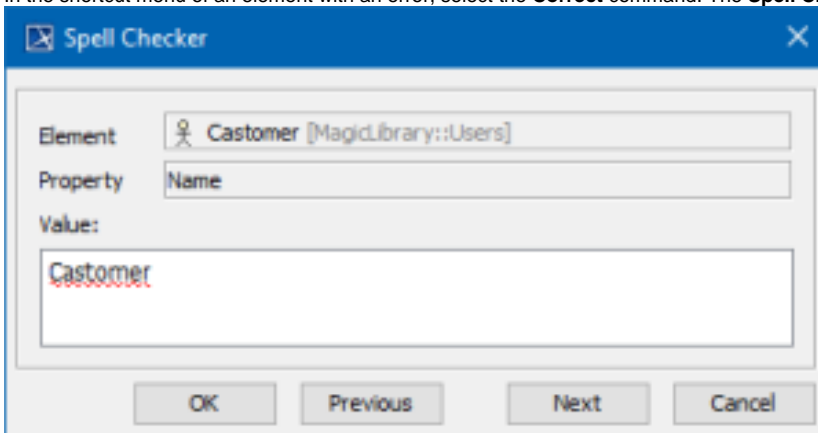 In the shortcut menu of an element with an error, select the Correct command. The Spell C
Spell Checker
Element Castomer [MagicLibrary::Users]
Property Name
Value:
Castomer
OK Previous Next Cancel